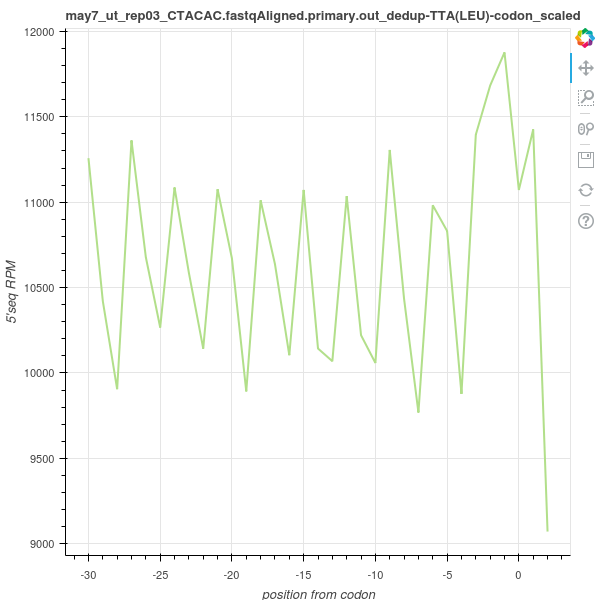 may7_ut_rep03_CTACAC.fastqAligned.primary.out_dedup-TTA(LEU)-codon_scaled
12000
11500
11000
10500
10000
9500
9000
5'seq RPM
-30 -25 -20 -15 -10 -5 0
position from codon